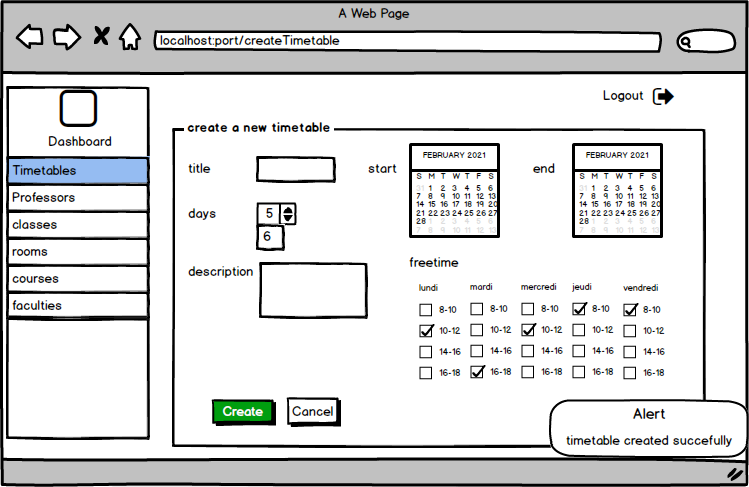 A Web Page
localhost:port/createTimetable
Logout
Dashboard
Timetables
Professors
classes
rooms
courses
faculties
create a new timetable
title
start
FEBRUARY 2021
S M T W T F S
31 1 2 3 4 5 6
7 8 9 10 11 12 13
14 15 16 17 18 19 20
21 22 23 24 25 26 27
28 1 2 3 4 5 6
7 8 9 10 11 12 13
end
FEBRUARY 2021
S M T W T F S
31 1 2 3 4 5 6
7 8 9 10 11 12 13
14 15 16 17 18 19 20
21 22 23 24 25 26 27
28 1 2 3 4 5 6
7 8 9 10 11 12 13
days
5
6
description
freetime
lundi mardi mercredi jeudi vendredi
8-10 8-10 8-10 8-10 8-10
10-12 10-12 10-12 10-12 10-12
14-16 14-16 14-16 14-16 14-16
16-18 16-18 16-18 16-18 16-18
Create Cancel
Alert
timetable created succefully